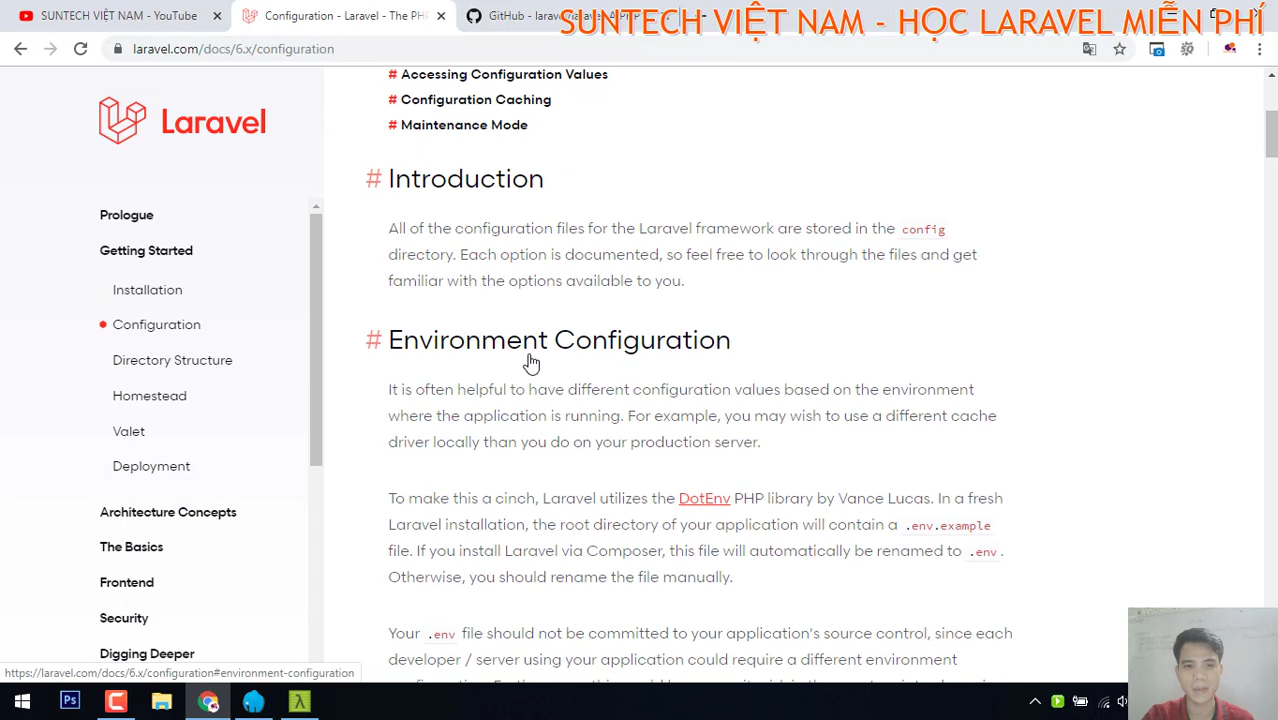 SUNTECH VIỆT NAM - YouTube
Configuration - Laravel - The PH
GitHub - larav
SUNTECH VIỆT NAM - HỌC LARAVEL MIỄN PHÍ
laravel.com/docs/6.x/configuration
Laravel
Prologue
Getting Started
Installation
Configuration
Directory Structure
Homestead
Valet
Deployment
Architecture Concepts
The Basics
Frontend
Security
Digging Deeper
# Accessing Configuration Values
# Configuration Caching
# Maintenance Mode
# Introduction
All of the configuration files for the Laravel framework are stored in the config
directory. Each option is documented, so feel free to look through the files and get
familiar with the options available to you.
# Environment Configuration
It is often helpful to have different configuration values based on the environment
where the application is running. For example, you may wish to use a different cache
driver locally than you do on your production server.
To make this a cinch, Laravel utilizes the DotEnv PHP library by Vance Lucas. In a fresh
Laravel installation, the root directory of your application will contain a .env.example
file. If you install Laravel via Composer, this file will automatically be renamed to .env.
Otherwise, you should rename the file manually.
Your .env file should not be committed to your application's source control, since each
developer / server using your application could require a different environment
https://laravel.com/docs/6.x/configuration#environment-configuration
Ps